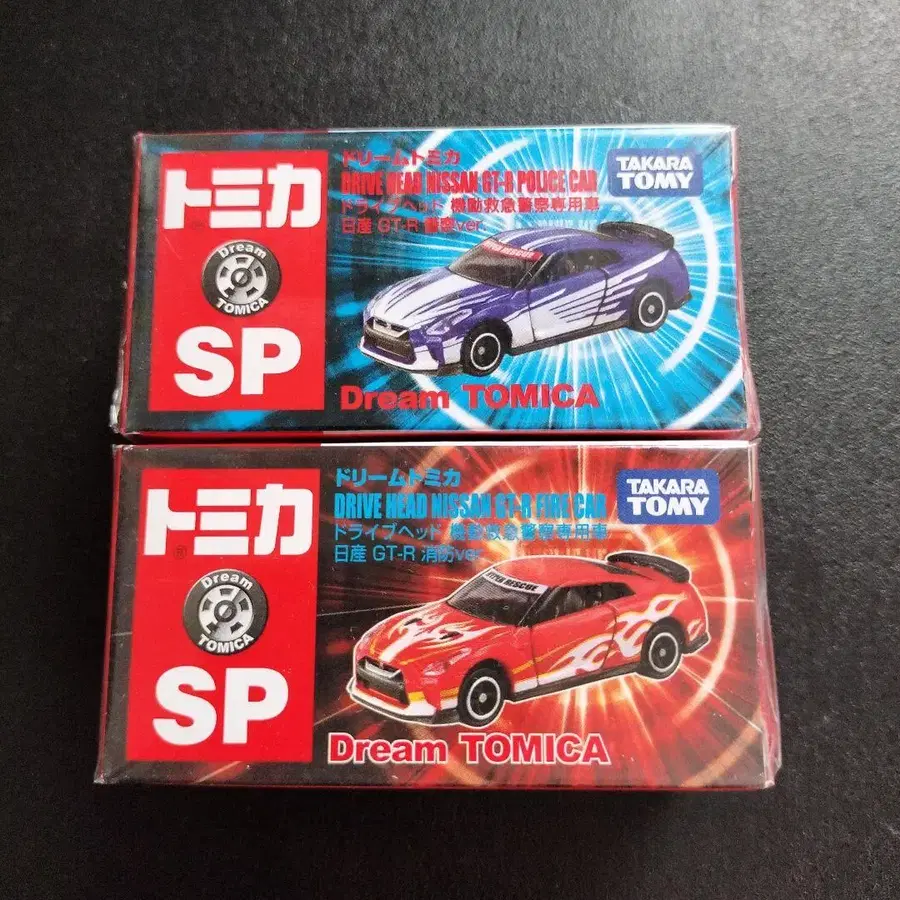 トミカ
Dream
TOMICA
SP
ドリームトミカ
DRIVE HEAD NISSAN GT-R POLICE CAR
ドライブヘッド 機動救急警察専用車
日産 GT-R 警察ver.
TAKARA
TOMY
HYPER RESCUE
Dream TOMICA
トミカ
Dream
TOMICA
SP
ドリームトミカ
DRIVE HEAD NISSAN GT-R FIRE CAR
ドライブヘッド 機動救急警察専用車
日産 GT-R 消防ver.
TAKARA
TOMY
HYPER RESCUE
Dream TOMICA